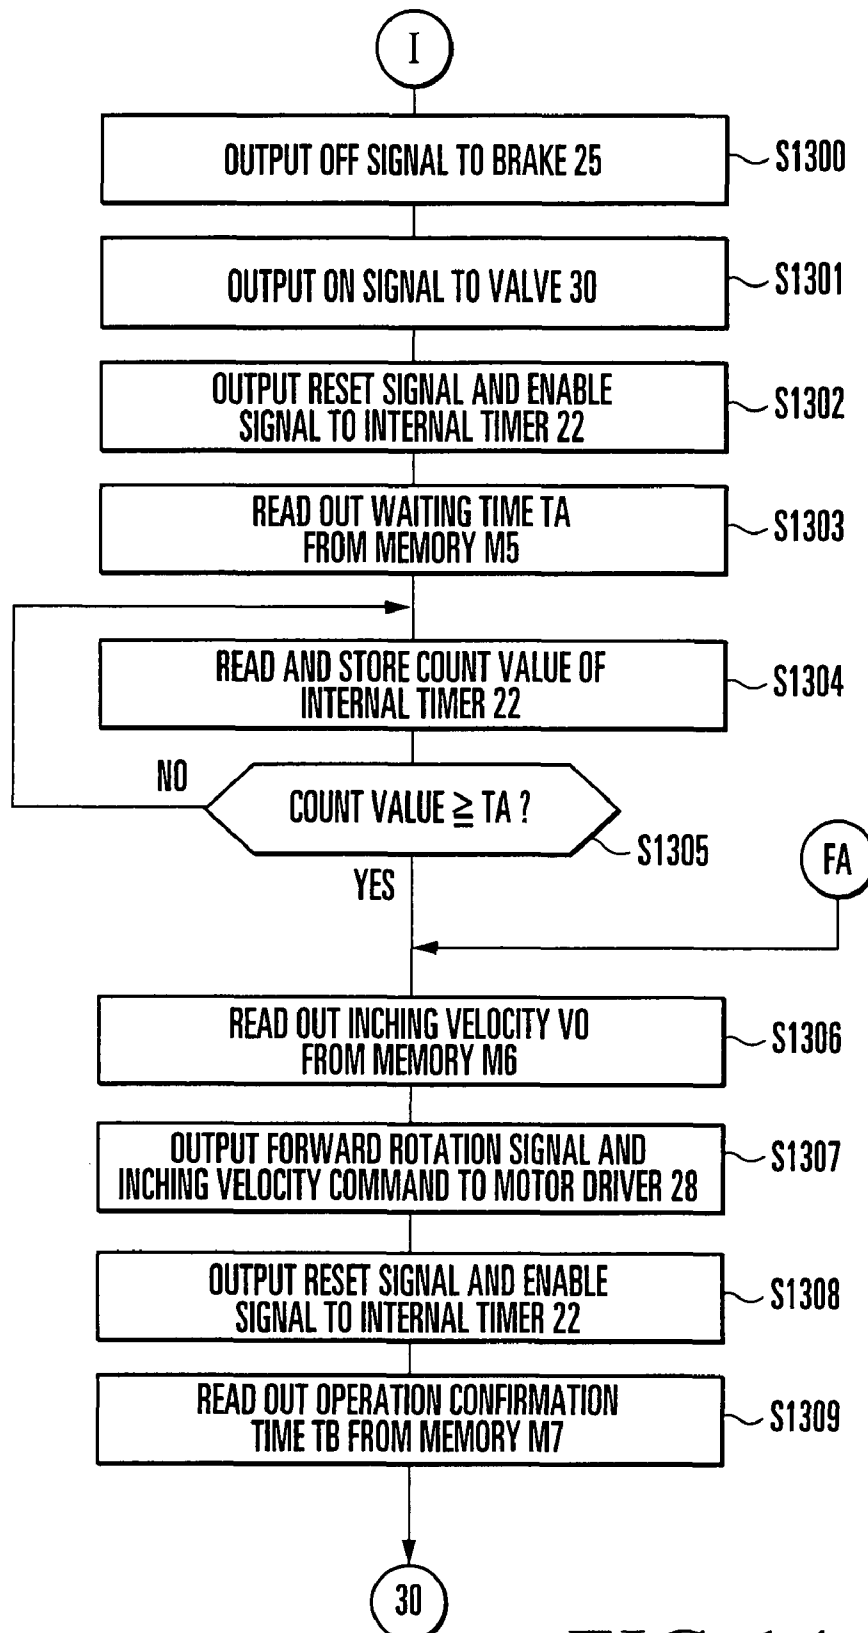 I
OUTPUT OFF SIGNAL TO BRAKE 25
S1300
OUTPUT ON SIGNAL TO VALVE 30
S1301
OUTPUT RESET SIGNAL AND ENABLE
SIGNAL TO INTERNAL TIMER 22
S1302
READ OUT WAITING TIME TA
FROM MEMORY M5
S1303
READ AND STORE COUNT VALUE OF
INTERNAL TIMER 22
S1304
NO
COUNT VALUE ≧ TA ?
S1305
FA
YES
READ OUT INCHING VELOCITY VO
FROM MEMORY M6
S1306
OUTPUT FORWARD ROTATION SIGNAL AND
INCHING VELOCITY COMMAND TO MOTOR DRIVER 28
S1307
OUTPUT RESET SIGNAL AND ENABLE
SIGNAL TO INTERNAL TIMER 22
S1308
READ OUT OPERATION CONFIRMATION
TIME TB FROM MEMORY M7
S1309
30